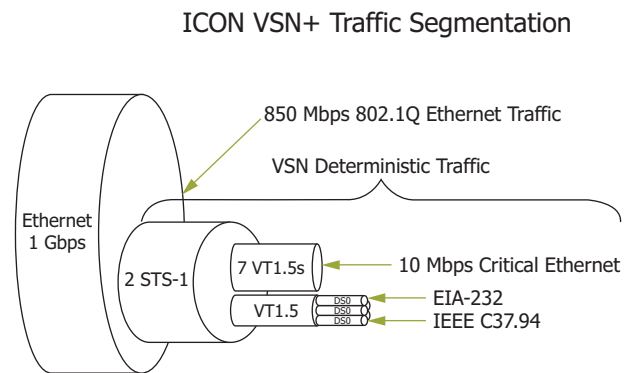 ICON VSN+ Traffic Segmentation
850 Mbps 802.1Q Ethernet Traffic
VSN Deterministic Traffic
Ethernet
1 Gbps
2 STS-1
7 VT1.5s
10 Mbps Critical Ethernet
VT1.5
DS0
DS0
DS0
EIA-232
IEEE C37.94